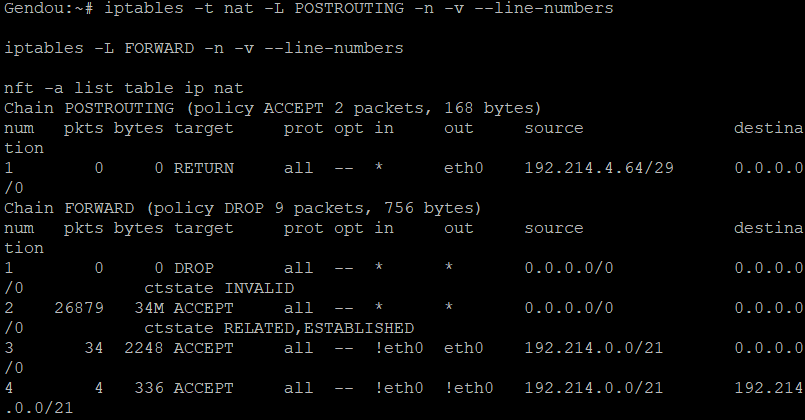 Gendou:~# iptables -t nat -L POSTROUTING -n -v --line-numbers
iptables -L FORWARD -n -v --line-numbers
nft -a list table ip nat
Chain POSTROUTING (policy ACCEPT 2 packets, 168 bytes)
num   pkts bytes target     prot opt in     out     source               destina
tion
1        0     0 RETURN     all  --  *      eth0    192.214.4.64/29      0.0.0.0
/0
Chain FORWARD (policy DROP 9 packets, 756 bytes)
num   pkts bytes target     prot opt in     out     source               destina
tion
1        0     0 DROP       all  --  *      *       0.0.0.0/0            0.0.0.0
/0            ctstate INVALID
2    26879   34M ACCEPT     all  --  *      *       0.0.0.0/0            0.0.0.0
/0            ctstate RELATED,ESTABLISHED
3       34  2248 ACCEPT     all  --  !eth0  eth0    192.214.0.0/21       0.0.0.0
/0
4        4   336 ACCEPT     all  --  !eth0  !eth0   192.214.0.0/21       192.214
.0.0/21